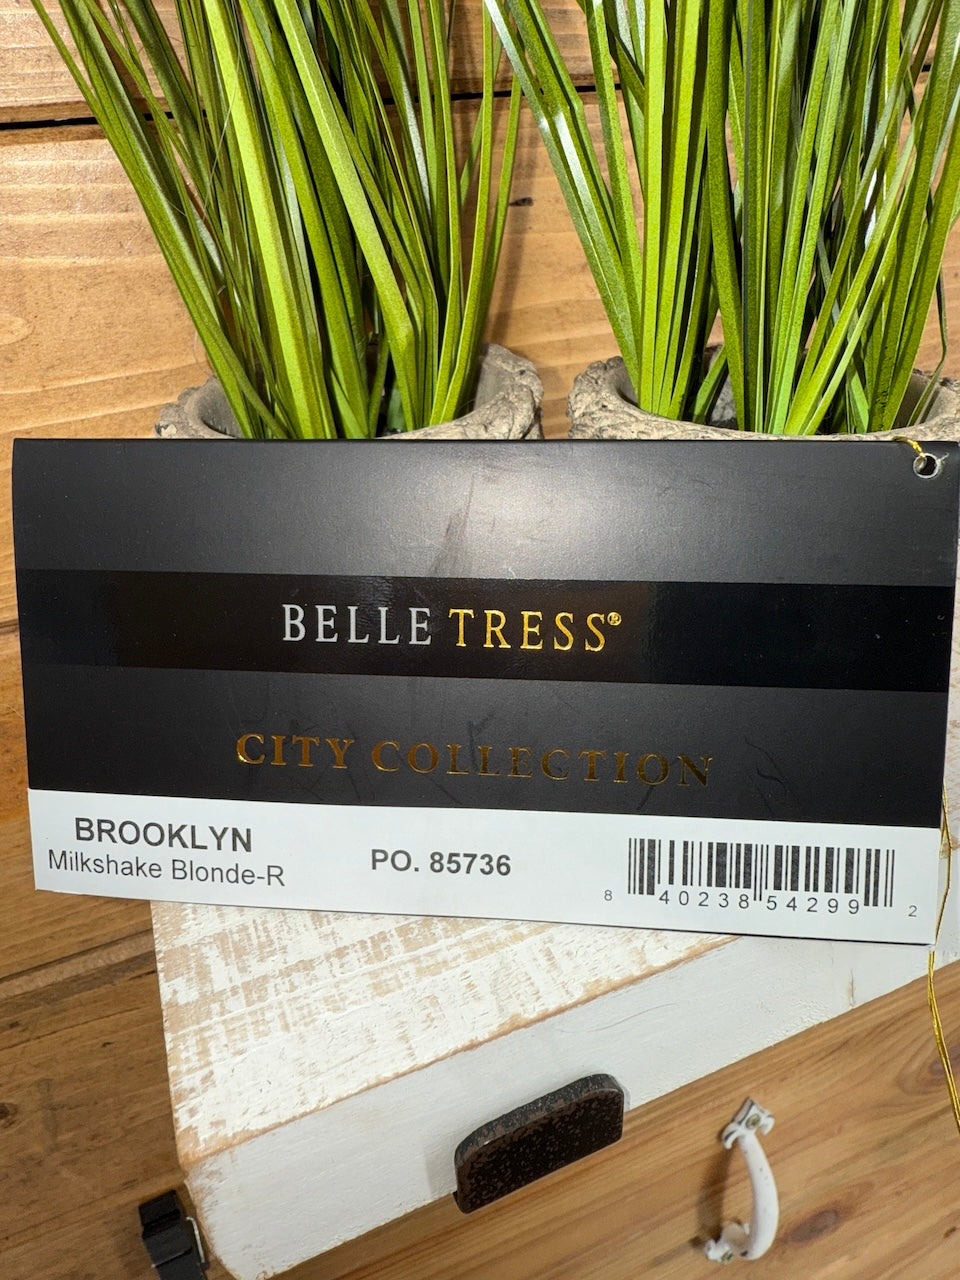 BELLE TRESS®
CITY COLLECTION
BROOKLYN
Milkshake Blonde-R
PO. 85736
8 40238 54299 2